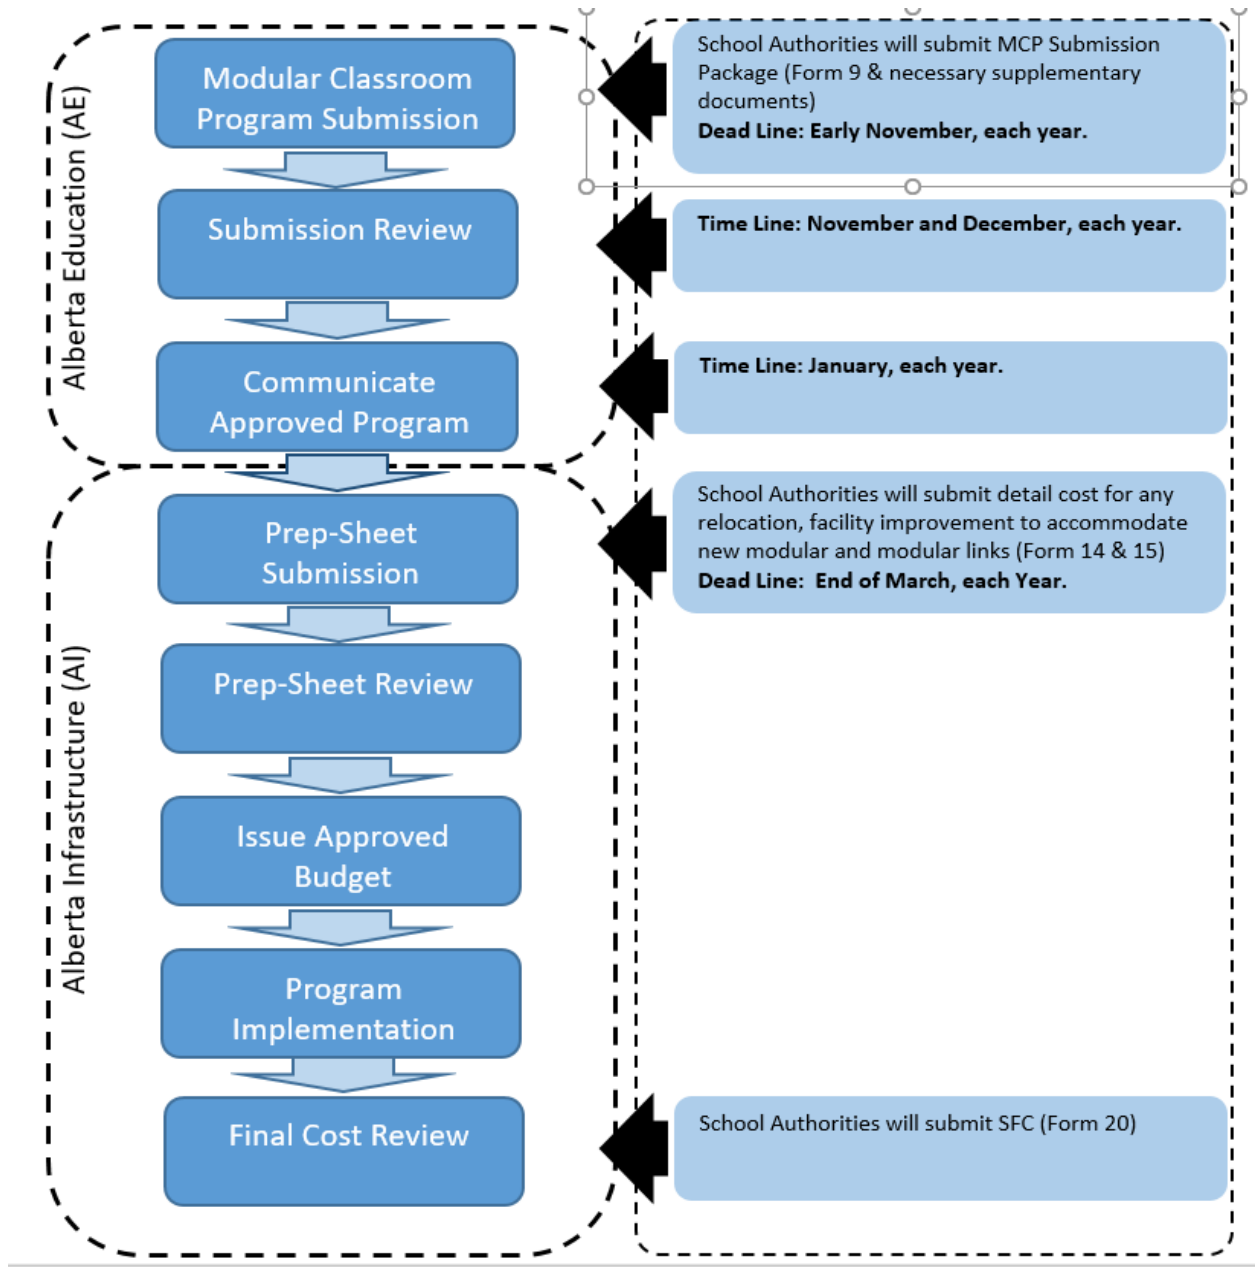 Alberta Education (AE)
Modular Classroom
Program Submission
School Authorities will submit MCP Submission
Package (Form 9 & necessary supplementary
documents)
Dead Line: Early November, each year.
Submission Review
Time Line: November and December, each year.
Communicate
Approved Program
Time Line: January, each year.
Alberta Infrastructure (AI)
Prep-Sheet
Submission
School Authorities will submit detail cost for any
relocation, facility improvement to accommodate
new modular and modular links (Form 14 & 15)
Dead Line:  End of March, each Year.
Prep-Sheet Review
Issue Approved
Budget
Program
Implementation
Final Cost Review
School Authorities will submit SFC (Form 20)